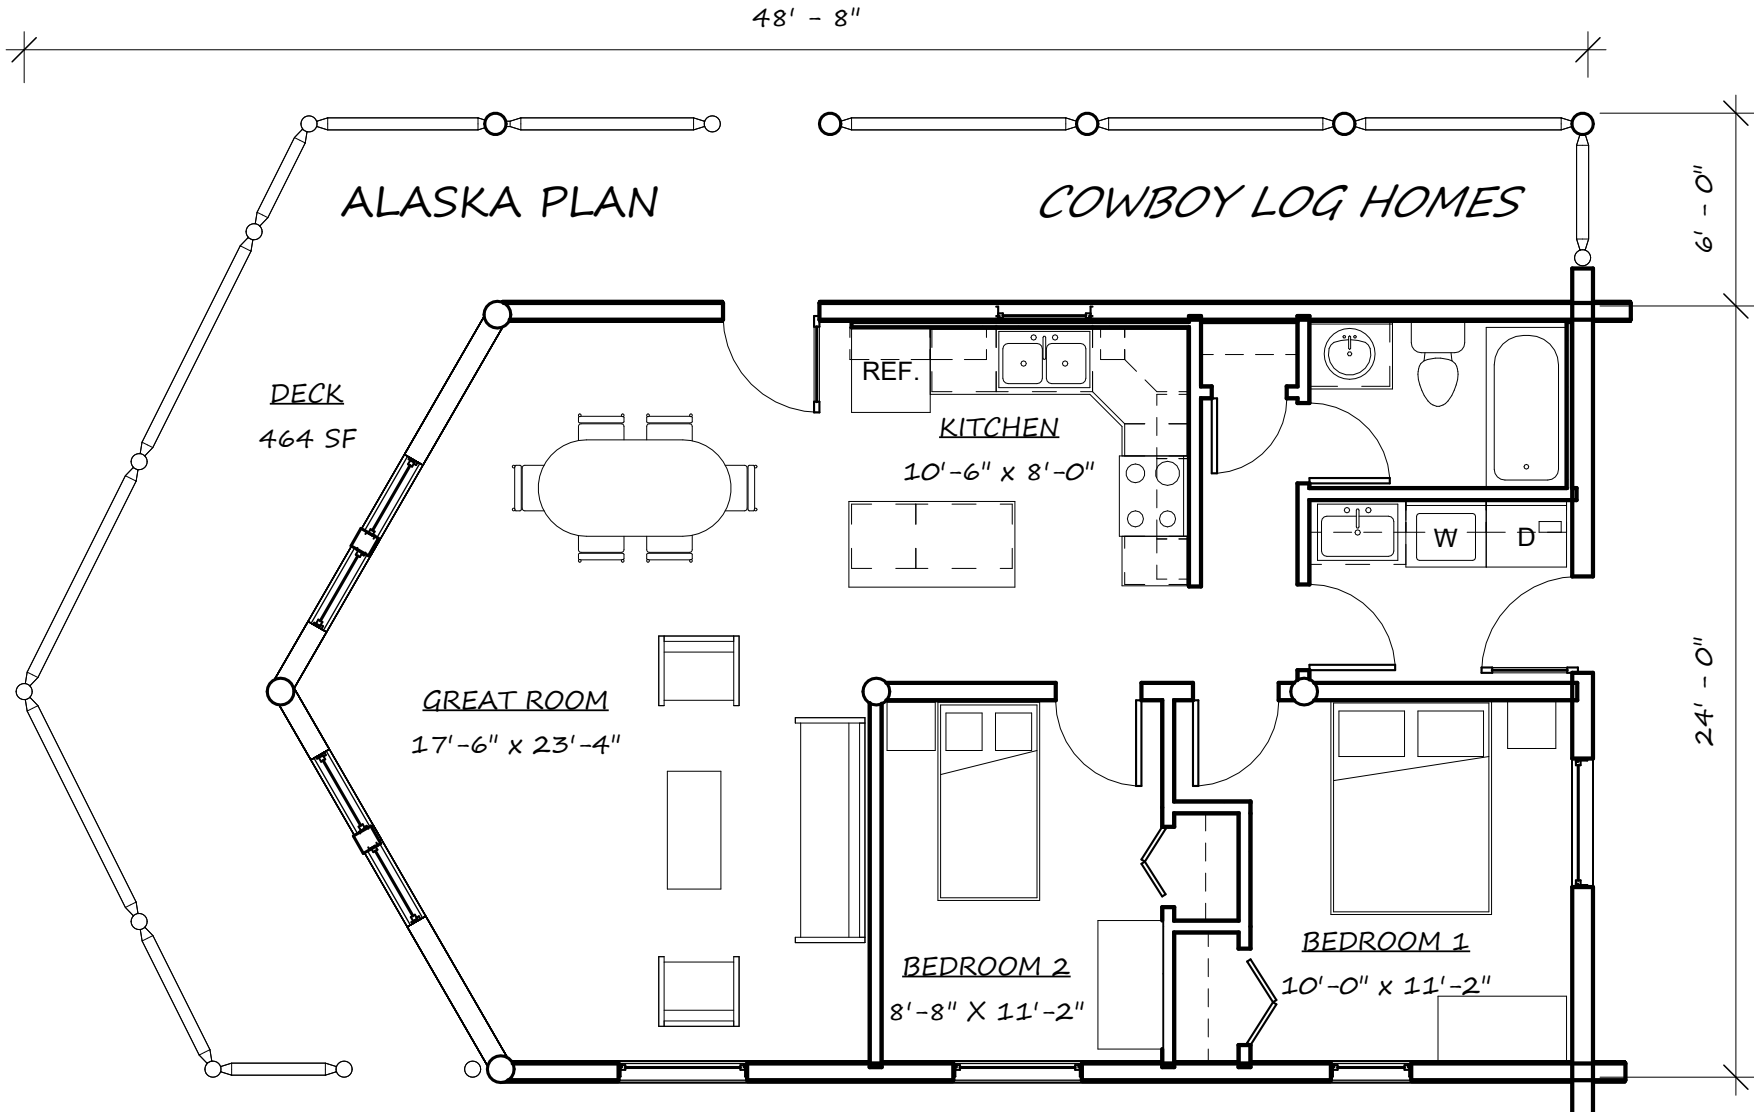 48' - 8"
ALASKA PLAN
COWBOY LOG HOMES
6' - 0"
DECK
464 SF
REF.
KITCHEN
10'-6" x 8'-0"
W
D
24' - 0"
GREAT ROOM
17'-6" x 23'-4"
BEDROOM 1
10'-0" x 11'-2"
BEDROOM 2
8'-8" X 11'-2"